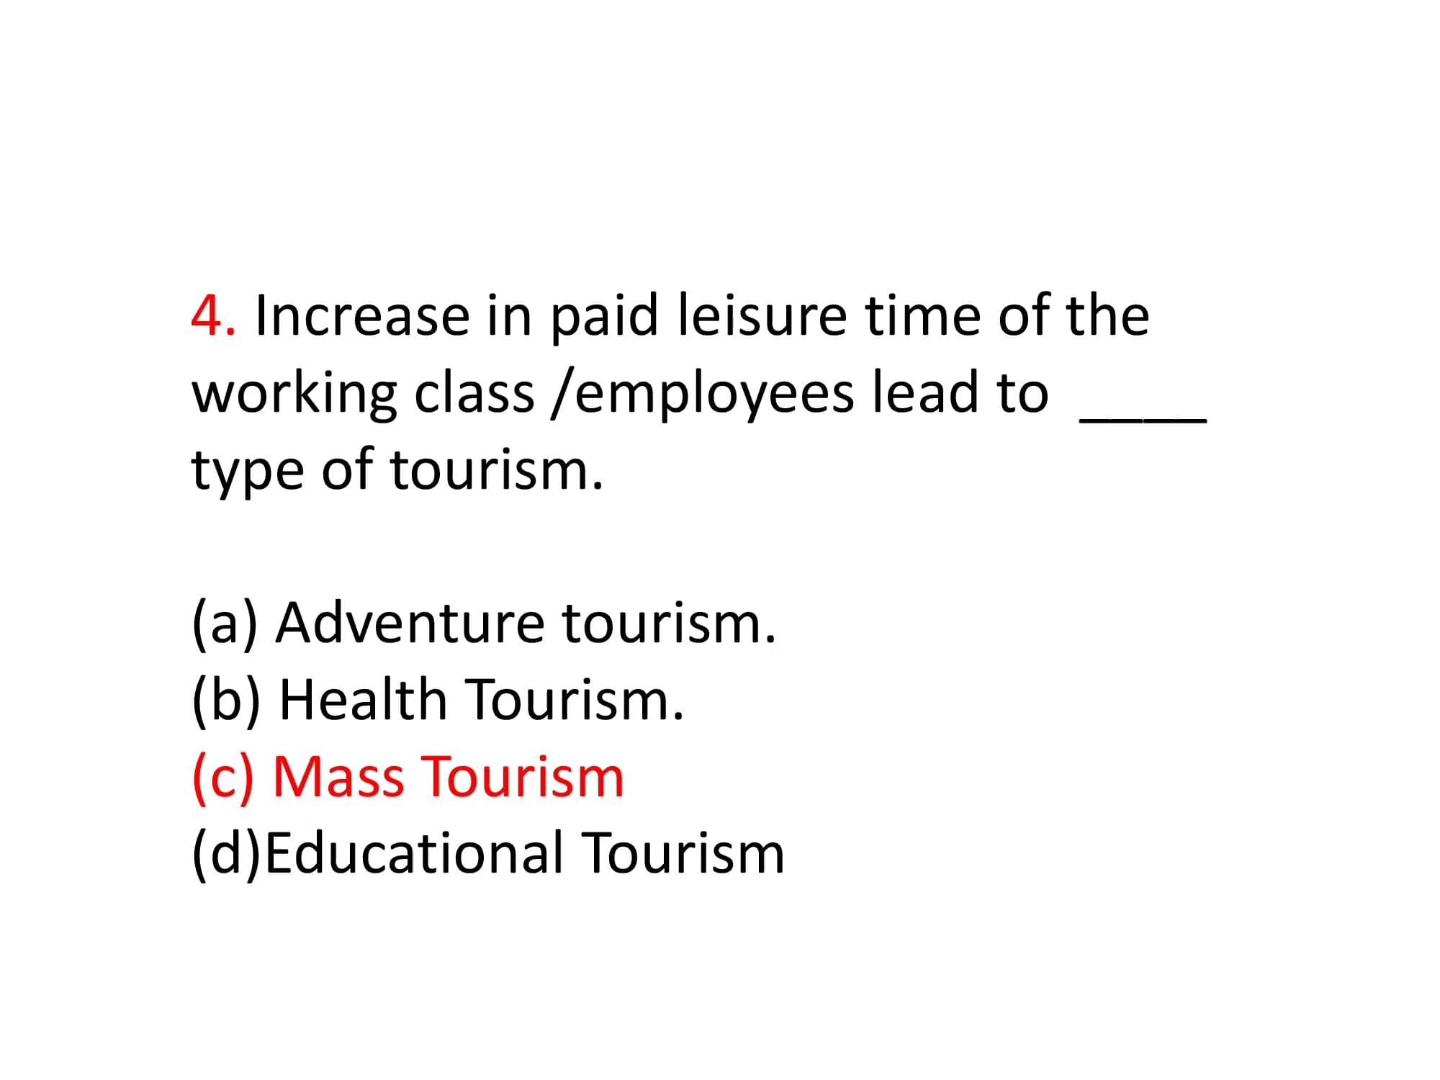 4. Increase in paid leisure time of the
working class /employees lead to ____
type of tourism.
(a) Adventure tourism.
(b) Health Tourism.
(c) Mass Tourism
(d)Educational Tourism